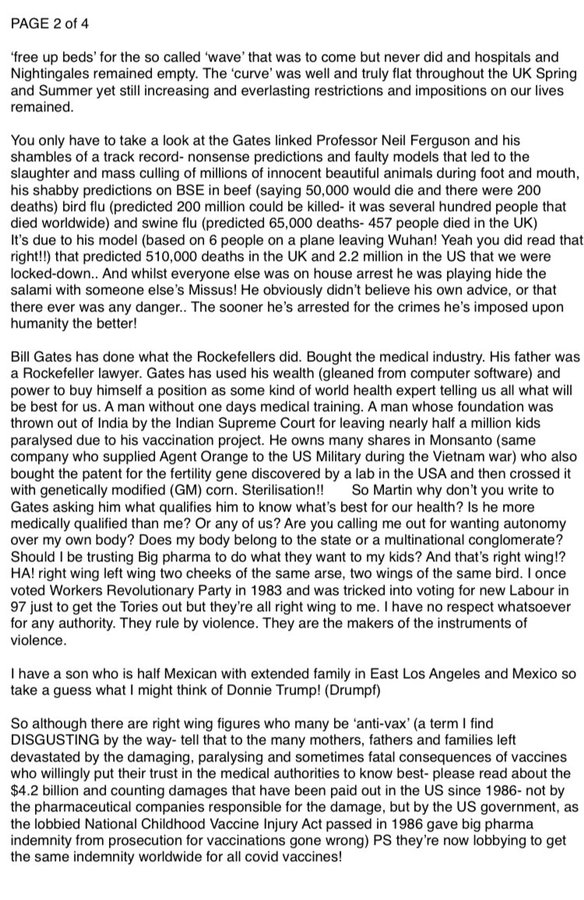 PAGE 2 of 4
‘free up beds’ for the so called ‘wave’ that was to come but never did and hospitals and
Nightingales remained empty. The ‘curve’ was well and truly flat throughout the UK Spring
and Summer yet still increasing and everlasting restrictions and impositions on our lives
remained.
You only have to take a look at the Gates linked Professor Neil Ferguson and his
shambles of a track record- nonsense predictions and faulty models that led to the
slaughter and mass culling of millions of innocent beautiful animals during foot and mouth,
his shabby predictions on BSE in beef (saying 50,000 would die and there were 200
deaths) bird flu (predicted 200 million could be killed- it was several hundred people that
died worldwide) and swine flu (predicted 65,000 deaths- 457 people died in the UK)
It’s due to his model (based on 6 people on a plane leaving Wuhan! Yeah you did read that
right!!) that predicted 510,000 deaths in the UK and 2.2 million in the US that we were
locked-down.. And whilst everyone else was on house arrest he was playing hide the
salami with someone else’s Missus! He obviously didn’t believe his own advice, or that
there ever was any danger.. The sooner he’s arrested for the crimes he’s imposed upon
humanity the better!
Bill Gates has done what the Rockefellers did. Bought the medical industry. His father was
a Rockefeller lawyer. Gates has used his wealth (gleaned from computer software) and
power to buy himself a position as some kind of world health expert telling us all what will
be best for us. A man without one days medical training. A man whose foundation was
thrown out of India by the Indian Supreme Court for leaving nearly half a million kids
paralysed due to his vaccination project. He owns many shares in Monsanto (same
company who supplied Agent Orange to the US Military during the Vietnam war) who also
bought the patent for the fertility gene discovered by a lab in the USA and then crossed it
with genetically modified (GM) corn. Sterilisation!! So Martin why don’t you write to
Gates asking him what qualifies him to know what’s best for our health? Is he more
medically qualified than me? Or any of us? Are you calling me out for wanting autonomy
over my own body? Does my body belong to the state or a multinational conglomerate?
Should I be trusting Big pharma to do what they want to my kids? And that’s right wing!?
HA! right wing left wing two cheeks of the same arse, two wings of the same bird. I once
voted Workers Revolutionary Party in 1983 and was tricked into voting for new Labour in
97 just to get the Tories out but they’re all right wing to me. I have no respect whatsoever
for any authority. They rule by violence. They are the makers of the instruments of
violence.
I have a son who is half Mexican with extended family in East Los Angeles and Mexico so
take a guess what I might think of Donnie Trump! (Drumpf)
So although there are right wing figures who many be ‘anti-vax’ (a term I find
DISGUSTING by the way- tell that to the many mothers, fathers and families left
devastated by the damaging, paralysing and sometimes fatal consequences of vaccines
who willingly put their trust in the medical authorities to know best- please read about the
$4.2 billion and counting damages that have been paid out in the US since 1986- not by
the pharmaceutical companies responsible for the damage, but by the US government, as
the lobbied National Childhood Vaccine Injury Act passed in 1986 gave big pharma
indemnity from prosecution for vaccinations gone wrong) PS they’re now lobbying to get
the same indemnity worldwide for all covid vaccines!